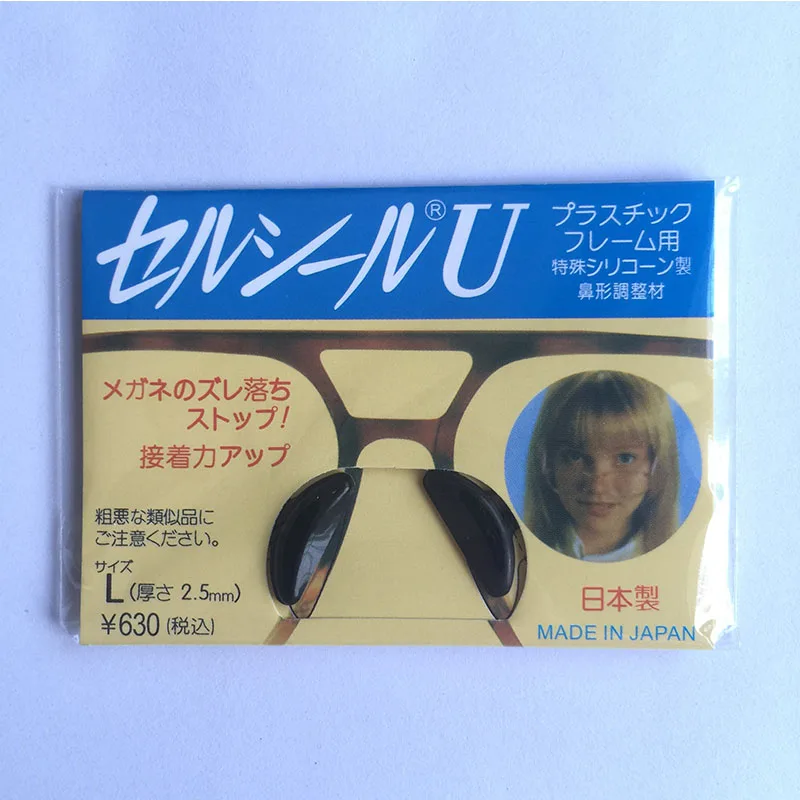 セルシール®U
プラスチック
フレーム用
特殊シリコーン製
鼻形調整材
メガネのズレ落ち
ストップ!
接着力アップ
粗悪な類似品に
ご注意ください。
サイズ
L(厚さ 2.5mm)
¥630(税込)
日本製
MADE IN JAPAN